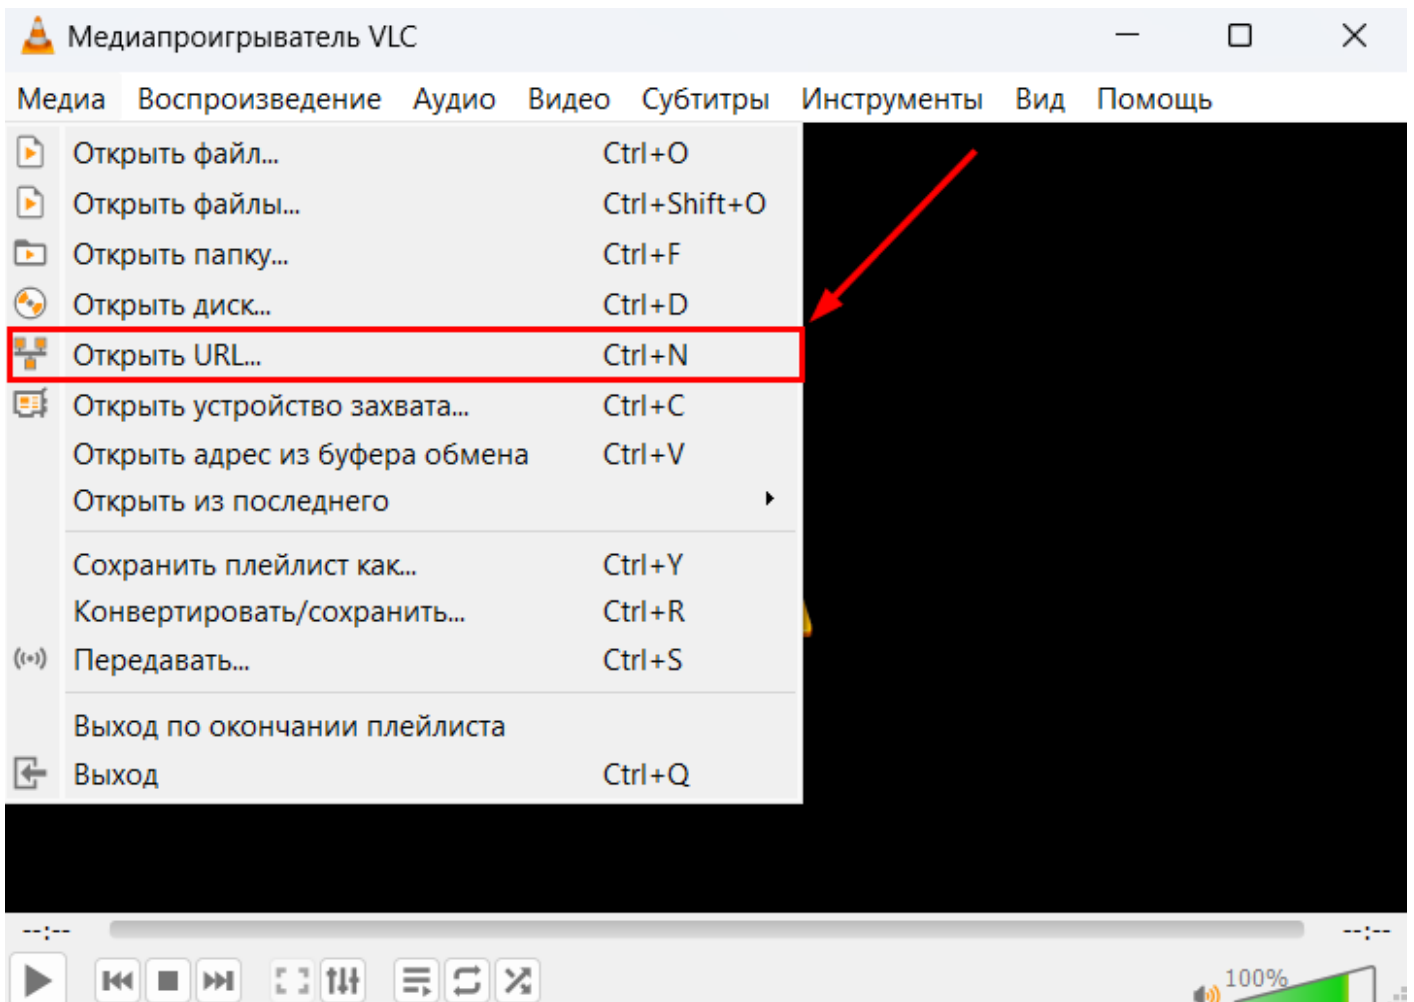 Медиапроигрыватель VLC
Медиа Воспроизведение Аудио Видео Субтитры Инструменты Вид Помощь
Открыть файл... Ctrl+O
Открыть файлы... Ctrl+Shift+O
Открыть папку... Ctrl+F
Открыть диск... Ctrl+D
Открыть URL... Ctrl+N
Открыть устройство захвата... Ctrl+C
Открыть адрес из буфера обмена Ctrl+V
Открыть из последнего
Сохранить плейлист как... Ctrl+Y
Конвертировать/сохранить... Ctrl+R
Передавать... Ctrl+S
Выход по окончании плейлиста
Выход Ctrl+Q
--:-- --:--
100%